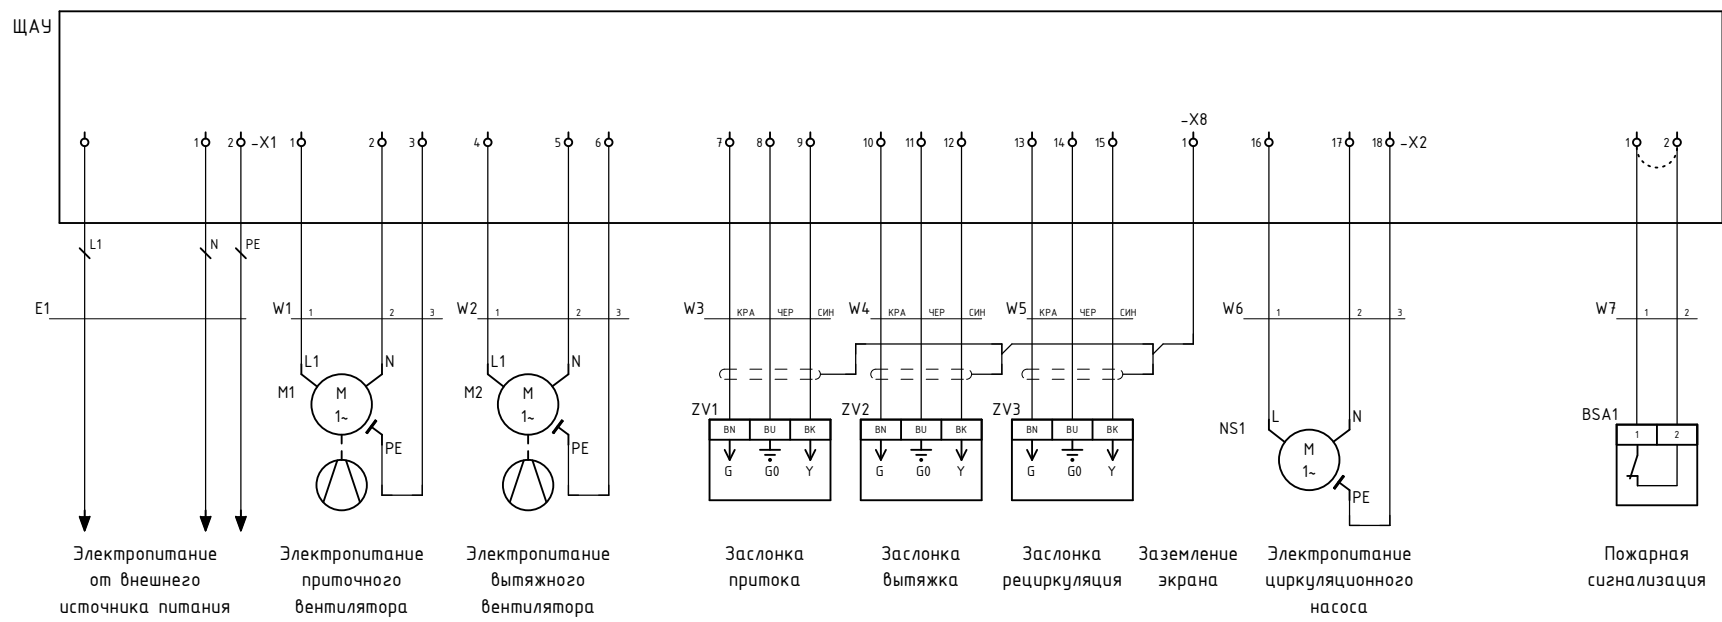 ЩАУ
-X8
1 2 -X1 1 2 3 4 5 6 7 8 9 10 11 12 13 14 15 1 16 17 18 -X2 1 2
L1 N PE
E1 W1 1 2 3 W2 1 2 3 W3 КРА ЧЕР СИН W4 КРА ЧЕР СИН W5 КРА ЧЕР СИН W6 1 2 3 W7 1 2
L1 N L1 N
M1 M 1~ M2 M 1~
PE PE
ZV1 ZV2 ZV3 BSA1
BN BU BK BN BU BK BN BU BK 1 2
G G0 Y G G0 Y G G0 Y
L N
NS1 M 1~
PE
Электропитание
от внешнего
источника питания
Электропитание
приточного
вентилятора
Электропитание
вытяжного
вентилятора
Заслонка
притока
Заслонка
вытяжка
Заслонка
рециркуляция
Заземление
экрана
Электропитание
циркуляционного
насоса
Пожарная
сигнализация